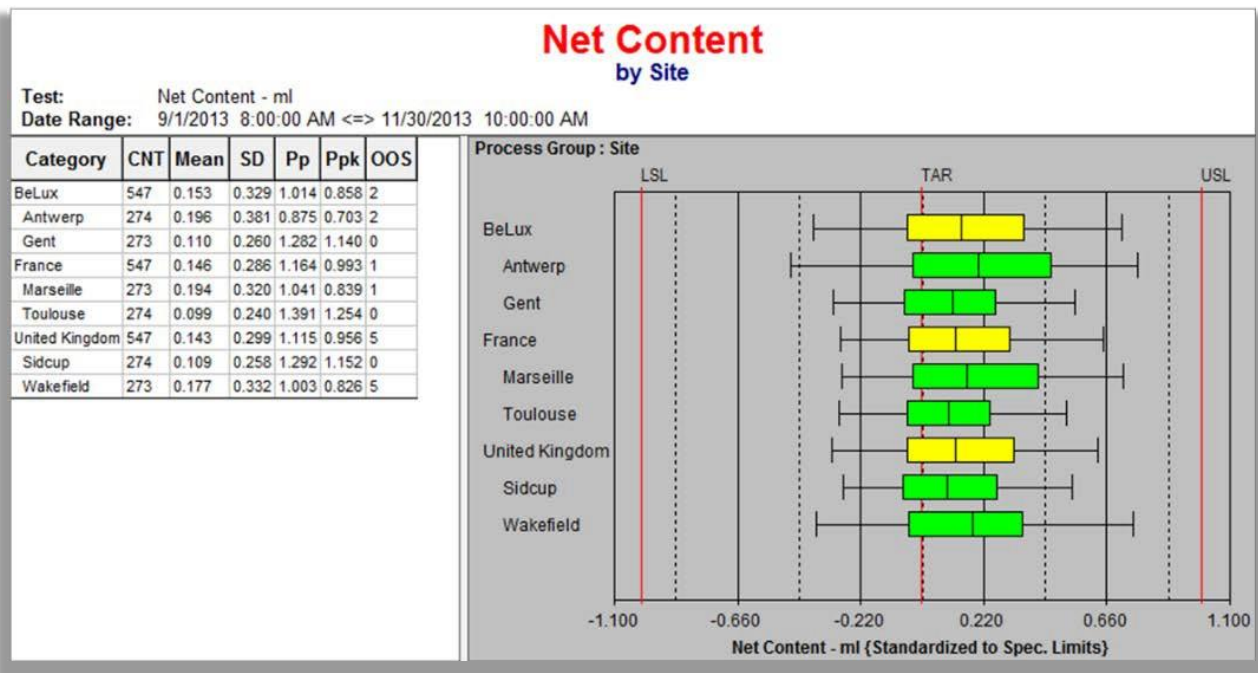 Net Content
by Site
Test: Net Content - ml
Date Range: 9/1/2013 8:00:00 AM <=> 11/30/2013 10:00:00 AM
Category CNT Mean SD Pp Ppk OOS
BeLux 547 0.153 0.329 1.014 0.858 2
Antwerp 274 0.196 0.381 0.875 0.703 2
Gent 273 0.110 0.260 1.282 1.140 0
France 547 0.146 0.286 1.164 0.993 1
Marseille 273 0.194 0.320 1.041 0.839 1
Toulouse 274 0.099 0.240 1.391 1.254 0
United Kingdom 547 0.143 0.299 1.115 0.956 5
Sidcup 274 0.109 0.258 1.292 1.152 0
Wakefield 273 0.177 0.332 1.003 0.826 5
Process Group : Site
LSL TAR USL
BeLux
Antwerp
Gent
France
Marseille
Toulouse
United Kingdom
Sidcup
Wakefield
-1.100 -0.660 -0.220 0.220 0.660 1.100
Net Content - ml {Standardized to Spec. Limits}